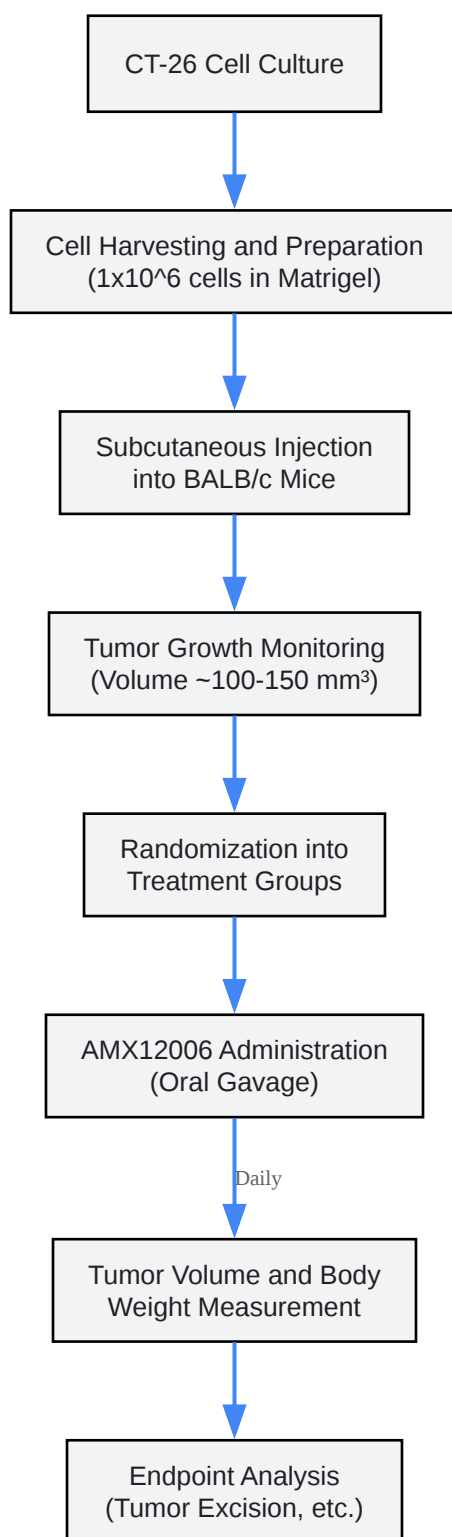 CT-26 Cell Culture
Cell Harvesting and Preparation
(1x10^6 cells in Matrigel)
Subcutaneous Injection
into BALB/c Mice
Tumor Growth Monitoring
(Volume ~100-150 mm³)
Randomization into
Treatment Groups
AMX12006 Administration
(Oral Gavage)
Daily
Tumor Volume and Body
Weight Measurement
Endpoint Analysis
(Tumor Excision, etc.)